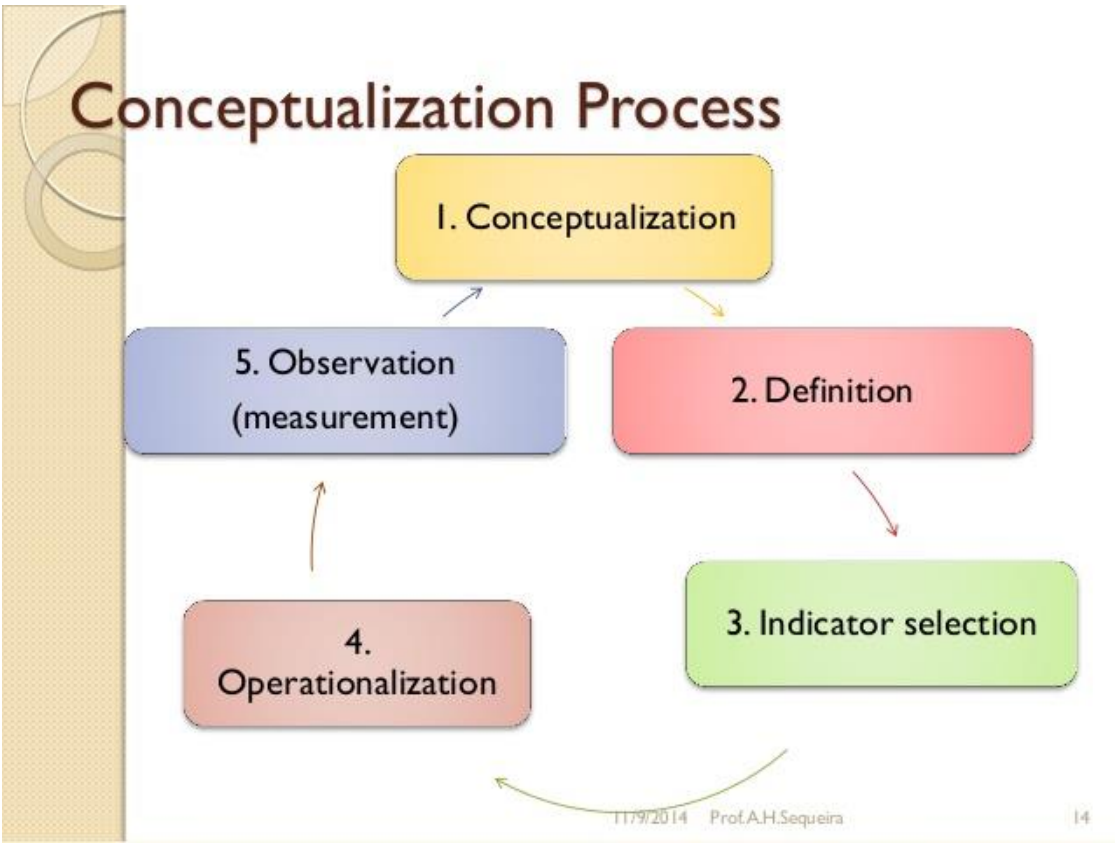 Conceptualization Process
1. Conceptualization
2. Definition
3. Indicator selection
4.
Operationalization
5. Observation
(measurement)
11/9/2014 Prof.A.H.Sequeira 14